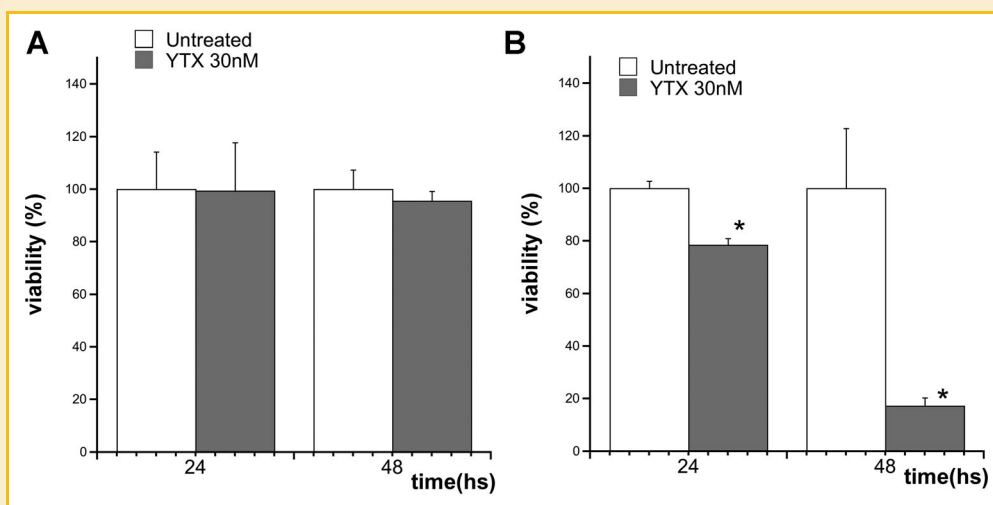 A
Untreated
YTX 30nM
viability (%)
140
120
100
80
60
40
20
0
24
48
time(hs)
B
Untreated
YTX 30nM
viability (%)
140
120
100
80
60
40
20
0
*
*
24
48
time(hs)